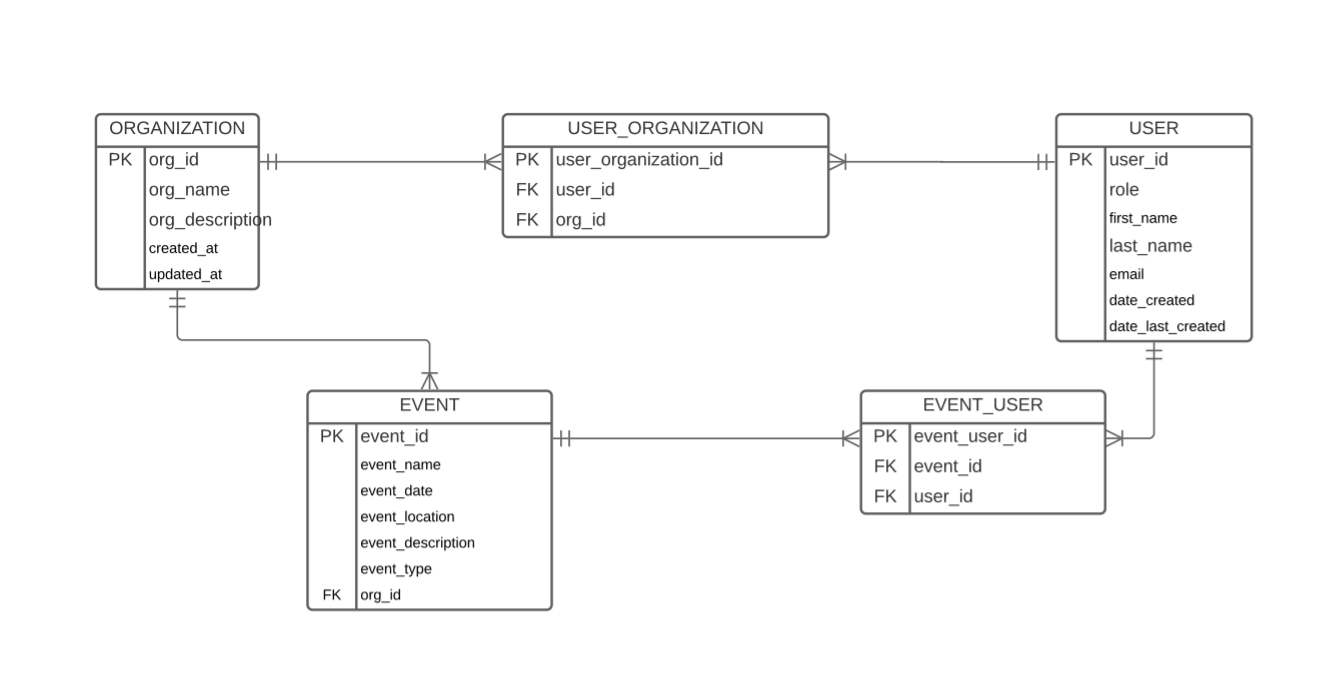 ORGANIZATION
PK org_id
org_name
org_description
created_at
updated_at
USER_ORGANIZATION
PK user_organization_id
FK user_id
FK org_id
USER
PK user_id
role
first_name
last_name
email
date_created
date_last_created
EVENT
PK event_id
event_name
event_date
event_location
event_description
event_type
FK org_id
EVENT_USER
PK event_user_id
FK event_id
FK user_id